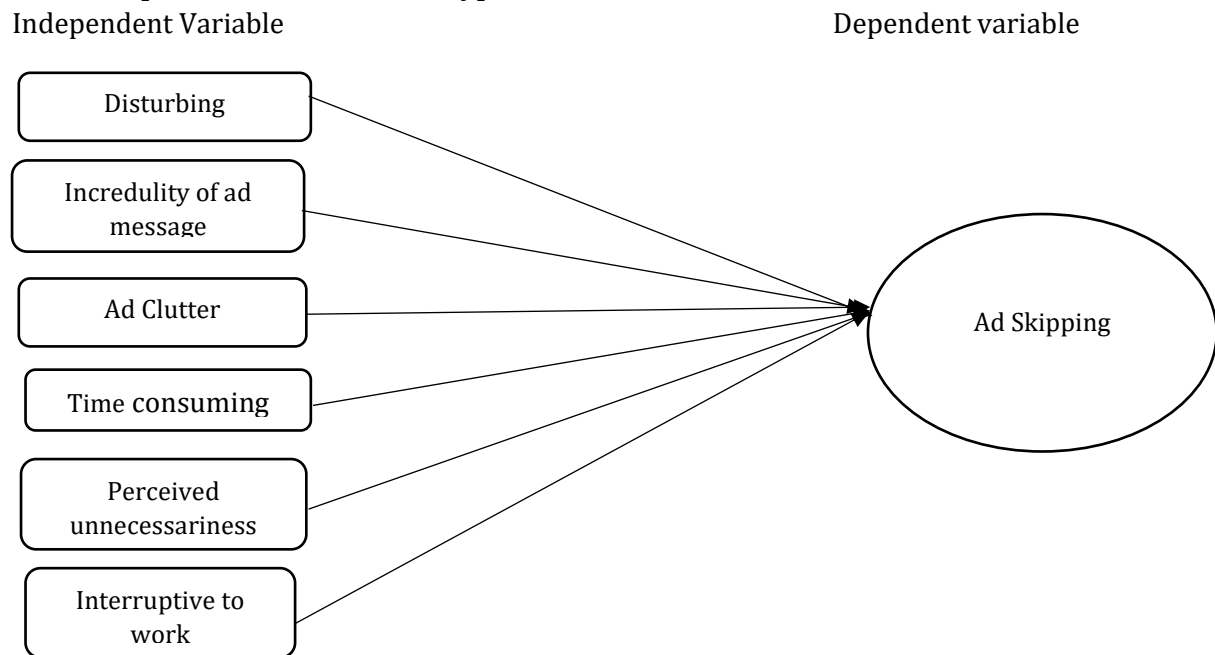 Independent Variable
Dependent variable
Disturbing
Incredulity of ad
message
Ad Clutter
Ad Skipping
Time consuming
Perceived
unnecessariness
Interruptive to
work